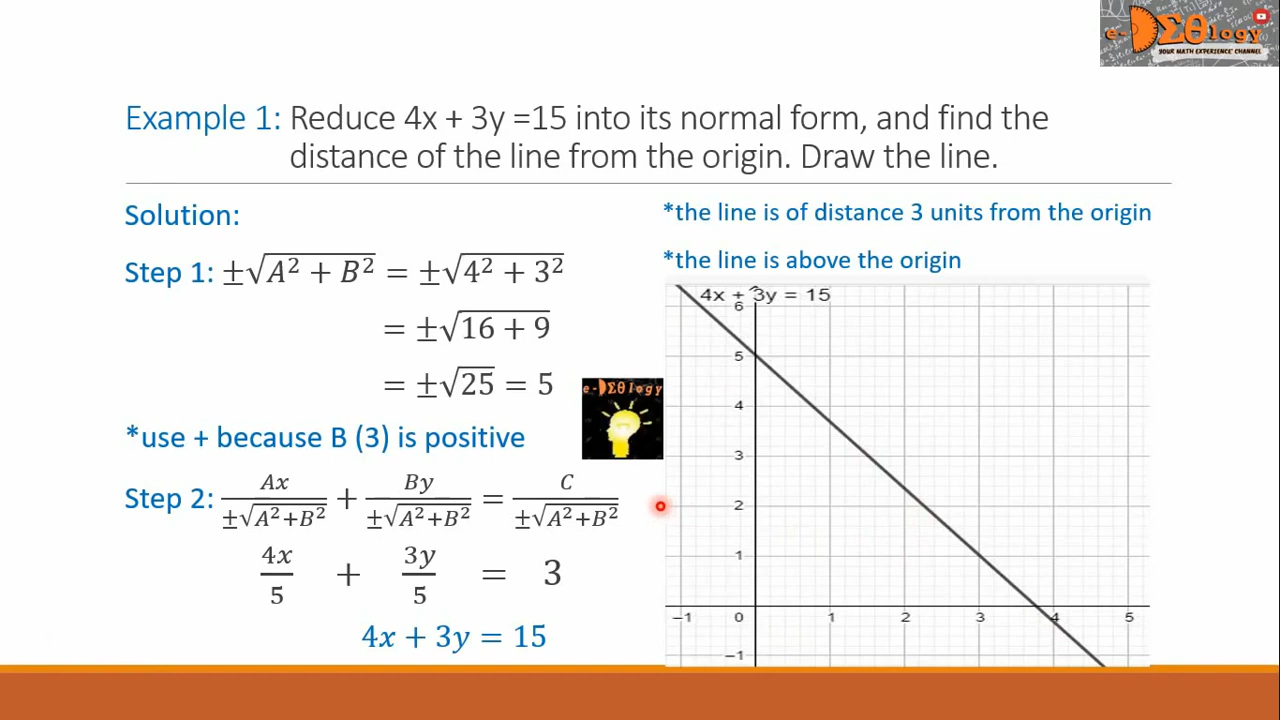 e-DΣθlogy
YOUR MATH EXPERIENCE CHANNEL
Example 1: Reduce 4x + 3y =15 into its normal form, and find the
distance of the line from the origin. Draw the line.
Solution:
Step 1: ±√(A² + B²) = ±√(4² + 3²)
= ±√(16 + 9)
= ±√25 = 5
*use + because B (3) is positive
Step 2: Ax/(±√(A²+B²)) + By/(±√(A²+B²)) = C/(±√(A²+B²))
4x/5 + 3y/5 = 3
4x + 3y = 15
*the line is of distance 3 units from the origin
*the line is above the origin
4x + 3y = 15
6
5
4
3
2
1
−1 0 1 2 3 4 5
−1
e-DΣθlogy